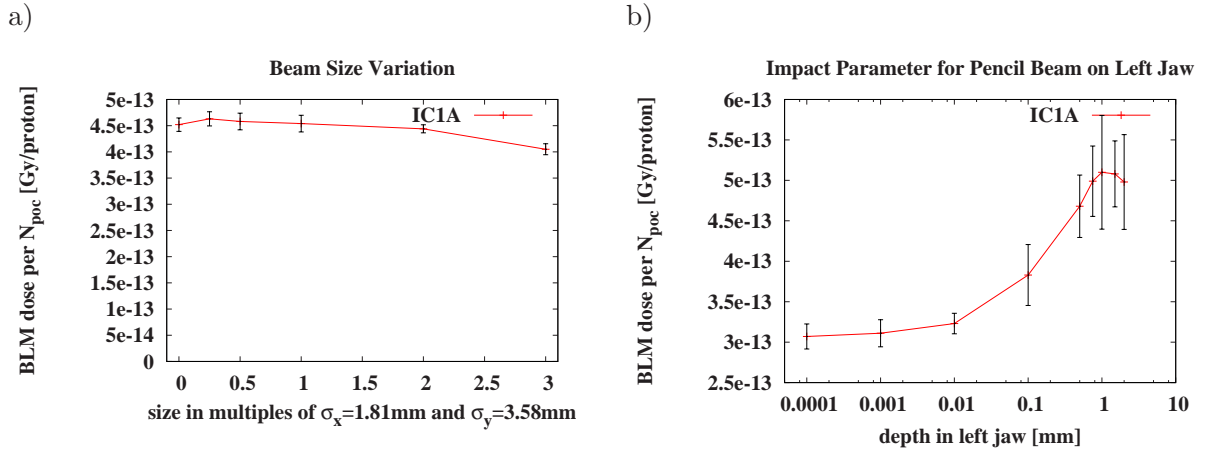 a)
Beam Size Variation
BLM dose per N_poc [Gy/proton]
5e-13
4.5e-13
4e-13
3.5e-13
3e-13
2.5e-13
2e-13
1.5e-13
1e-13
5e-14
0
IC1A
0 0.5 1 1.5 2 2.5 3
size in multiples of σ_x=1.81mm and σ_y=3.58mm
b)
Impact Parameter for Pencil Beam on Left Jaw
BLM dose per N_poc [Gy/proton]
6e-13
5.5e-13
5e-13
4.5e-13
4e-13
3.5e-13
3e-13
2.5e-13
IC1A
0.0001 0.001 0.01 0.1 1 10
depth in left jaw [mm]